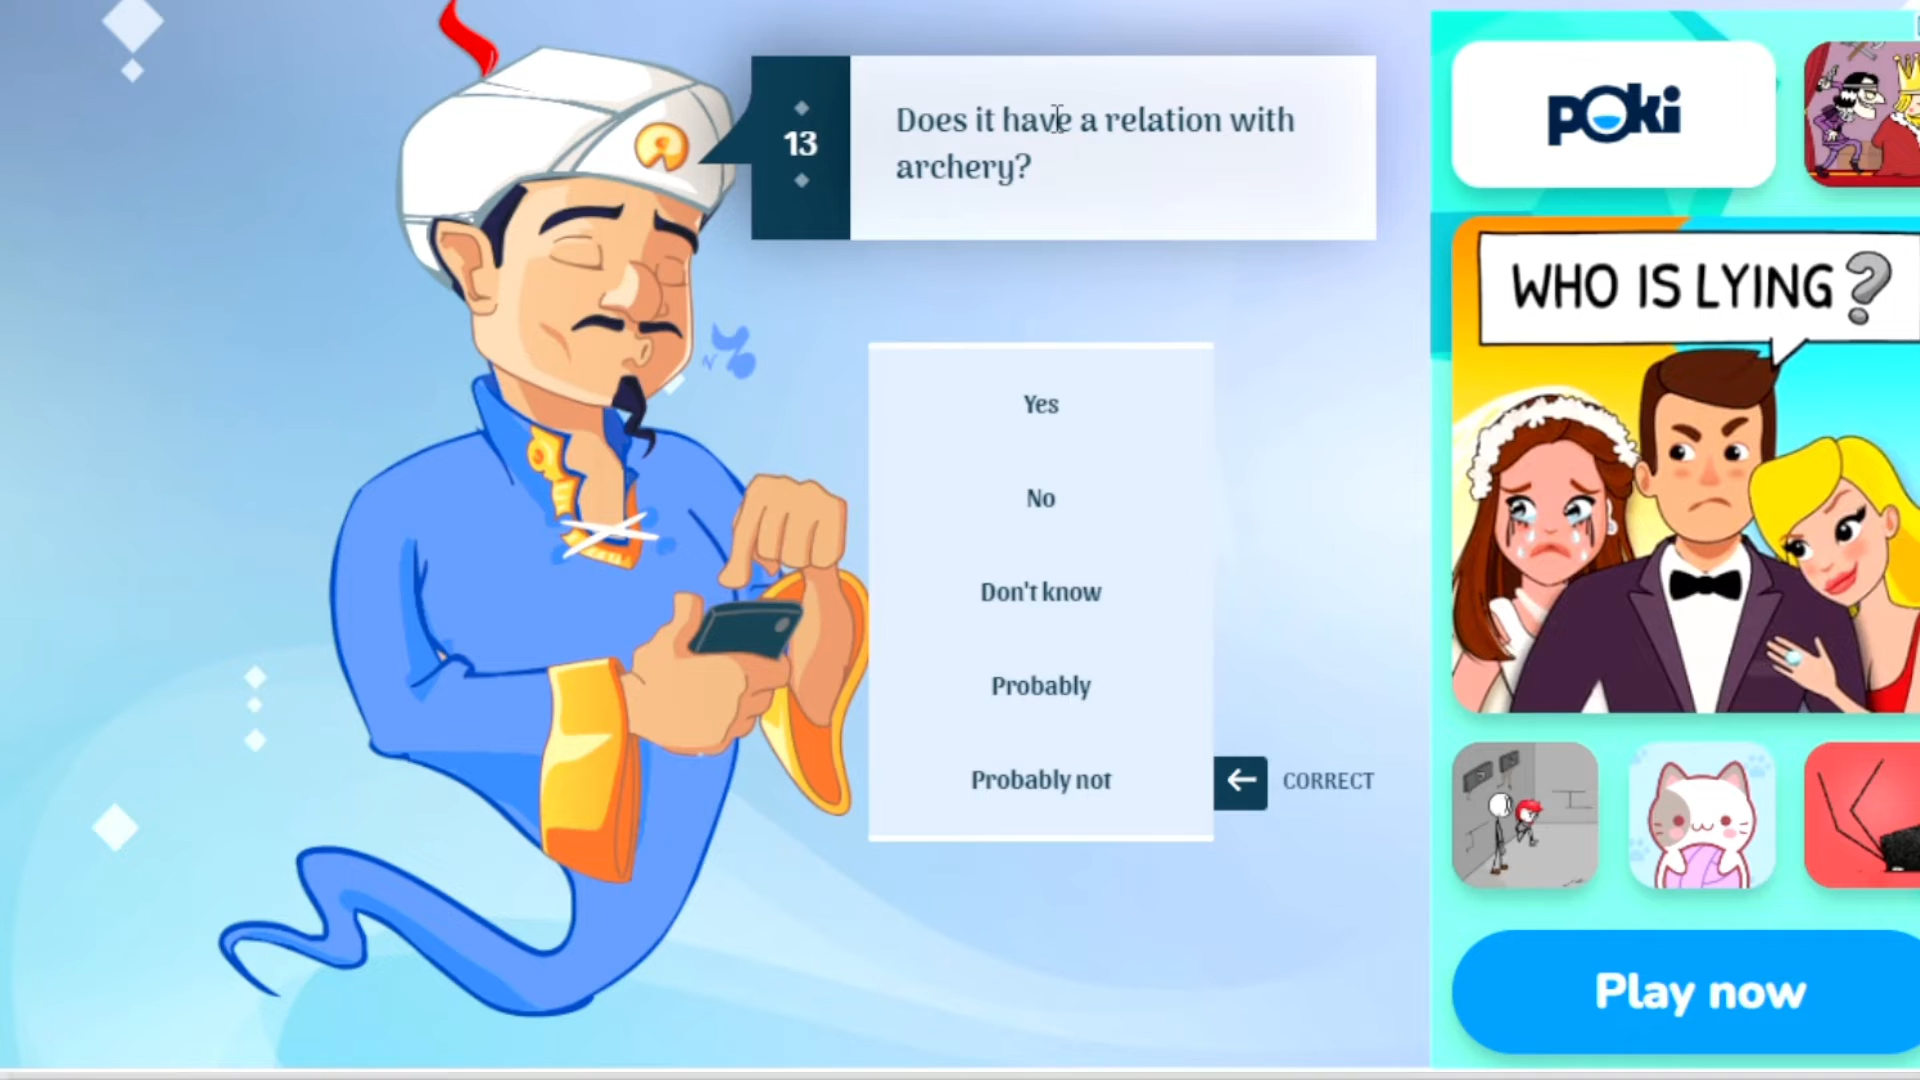 13
Does it have a relation with
archery?
Yes
No
Don't know
Probably
Probably not
CORRECT
poki
WHO IS LYING?
Play now